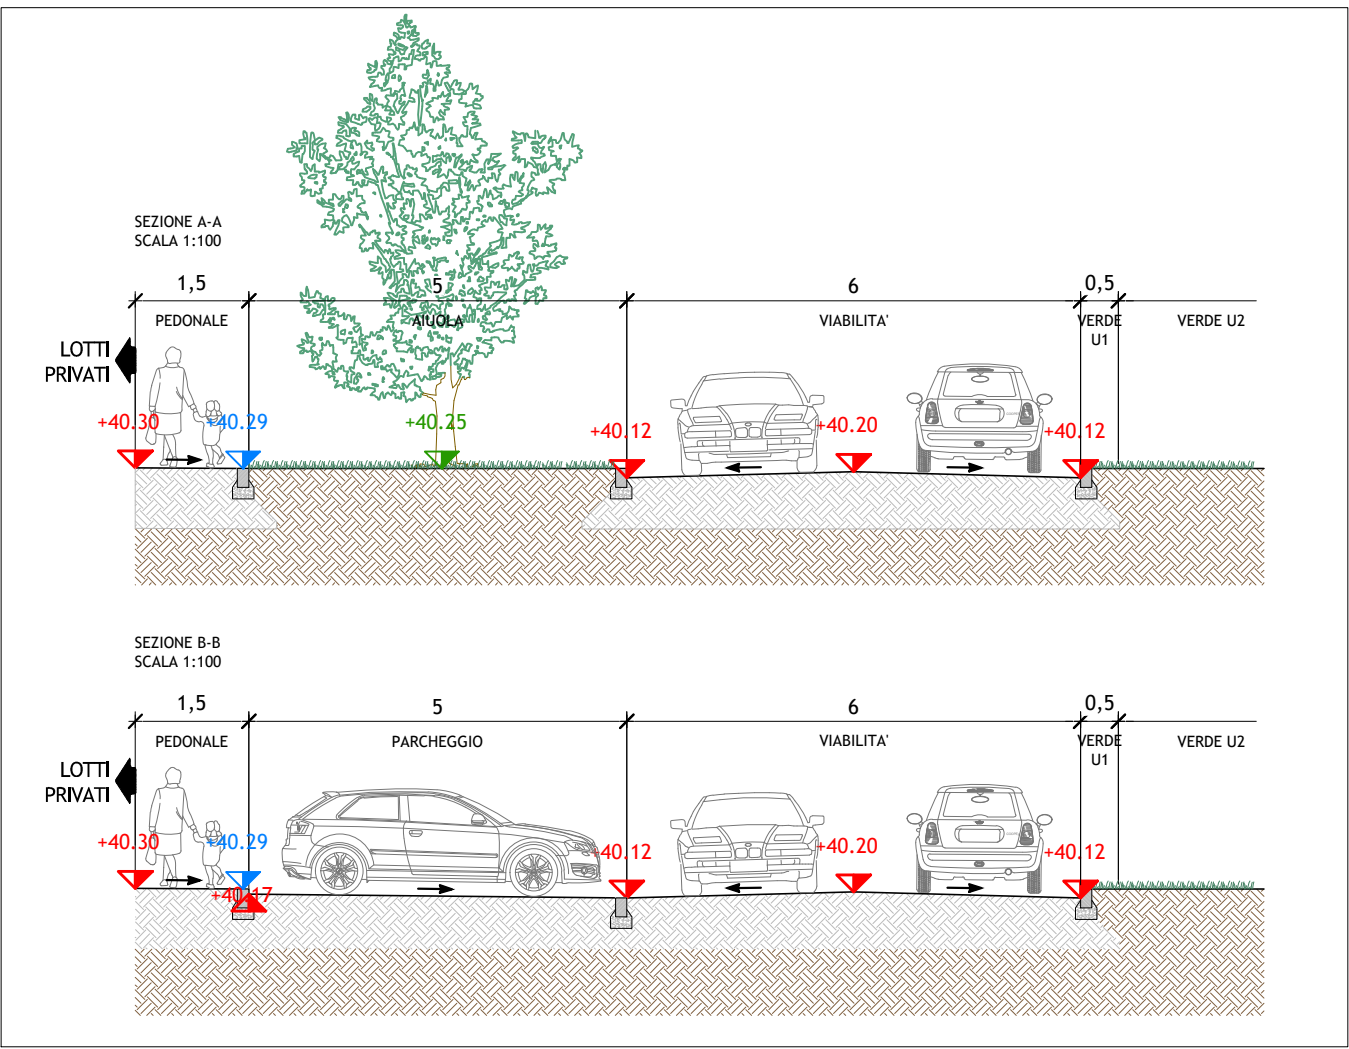 SEZIONE A-A
SCALA 1:100
1,5 5 6 0,5
PEDONALE AIUOLA VIABILITA' VERDE U1 VERDE U2
LOTTI
PRIVATI
+40.30 +40.29 +40.25 +40.12 +40.20 +40.12
SEZIONE B-B
SCALA 1:100
1,5 5 6 0,5
PEDONALE PARCHEGGIO VIABILITA' VERDE U1 VERDE U2
LOTTI
PRIVATI
+40.30 +40.29 +40.12 +40.20 +40.12
+40.17